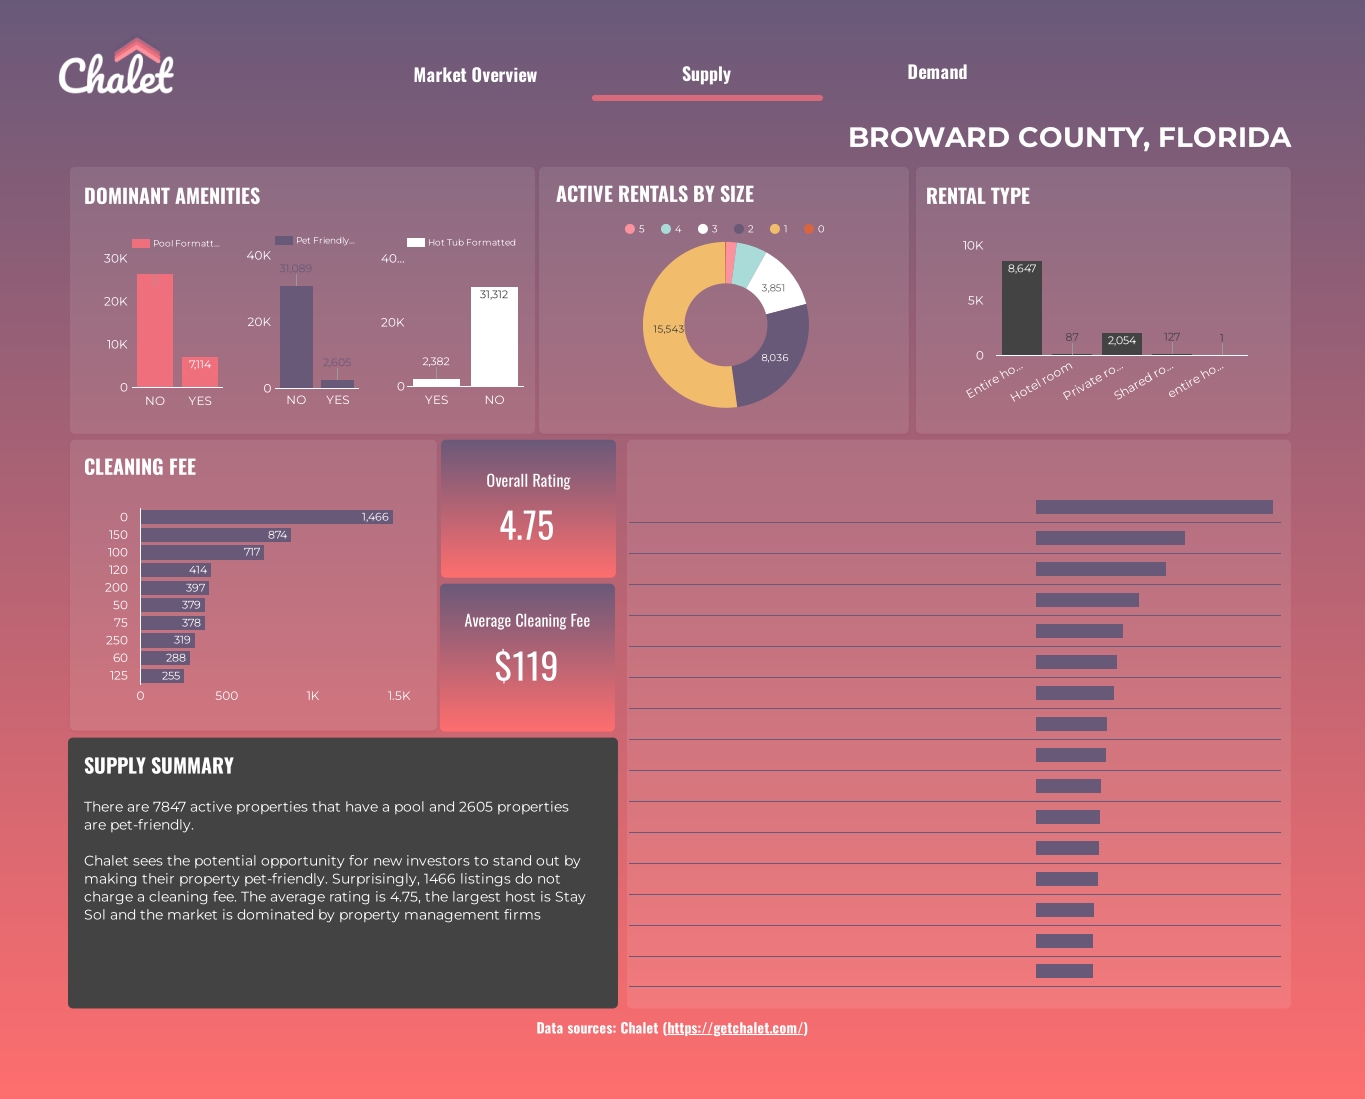 Chalet
Market Overview
Supply
Demand
BROWARD COUNTY, FLORIDA
DOMINANT AMENITIES
Pool Formatt...
30K
20K
10K
0
7,114
NO YES
Pet Friendly...
40K
31,089
20K
2,605
0
NO YES
Hot Tub Formatted
40...
31,312
20K
2,382
0
YES NO
ACTIVE RENTALS BY SIZE
5 4 3 2 1 0
3,851
15,543
8,036
RENTAL TYPE
10K
8,647
5K
87
2,054
127
1
0
Entire ho...
Hotel room
Private ro...
Shared ro...
entire ho...
CLEANING FEE
0 1,466
150 874
100 717
120 414
200 397
50 379
75 378
250 319
60 288
125 255
0 500 1K 1.5K
Overall Rating
4.75
Average Cleaning Fee
$119
SUPPLY SUMMARY
There are 7847 active properties that have a pool and 2605 properties
are pet-friendly.
Chalet sees the potential opportunity for new investors to stand out by
making their property pet-friendly. Surprisingly, 1466 listings do not
charge a cleaning fee. The average rating is 4.75, the largest host is Stay
Sol and the market is dominated by property management firms
Data sources: Chalet (https://getchalet.com/)